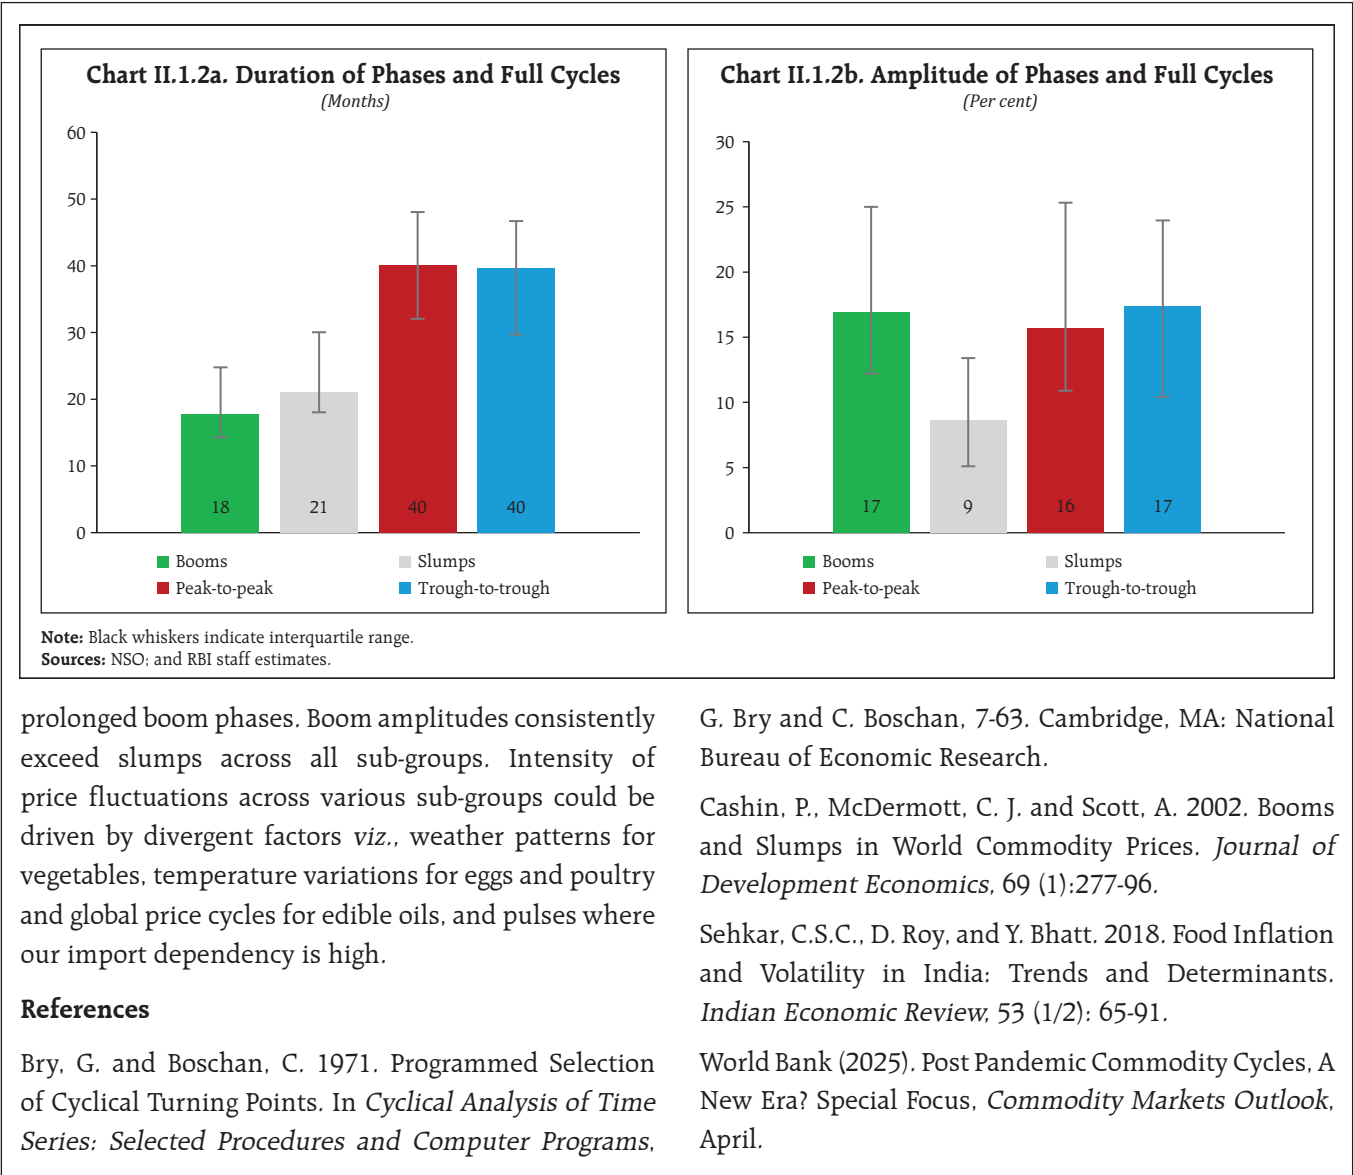 Chart II.1.2a. Duration of Phases and Full Cycles
(Months)
60
50
40
30
20
10
0
18
21
40
40
Booms
Slumps
Peak-to-peak
Trough-to-trough
Chart II.1.2b. Amplitude of Phases and Full Cycles
(Per cent)
30
25
20
15
10
5
0
17
9
16
17
Booms
Slumps
Peak-to-peak
Trough-to-trough
Note: Black whiskers indicate interquartile range.
Sources: NSO; and RBI staff estimates.
prolonged boom phases. Boom amplitudes consistently
exceed slumps across all sub-groups. Intensity of
price fluctuations across various sub-groups could be
driven by divergent factors viz., weather patterns for
vegetables, temperature variations for eggs and poultry
and global price cycles for edible oils, and pulses where
our import dependency is high.
References
Bry, G. and Boschan, C. 1971. Programmed Selection
of Cyclical Turning Points. In Cyclical Analysis of Time
Series: Selected Procedures and Computer Programs,
G. Bry and C. Boschan, 7-63. Cambridge, MA: National
Bureau of Economic Research.
Cashin, P., McDermott, C. J. and Scott, A. 2002. Booms
and Slumps in World Commodity Prices. Journal of
Development Economics, 69 (1):277-96.
Sehkar, C.S.C., D. Roy, and Y. Bhatt. 2018. Food Inflation
and Volatility in India: Trends and Determinants.
Indian Economic Review, 53 (1/2): 65-91.
World Bank (2025). Post Pandemic Commodity Cycles, A
New Era? Special Focus, Commodity Markets Outlook,
April.